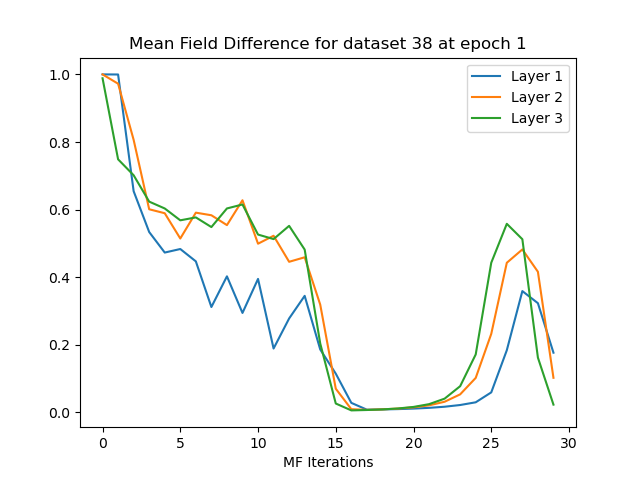 Mean Field Difference for dataset 38 at epoch 1
Layer 1
Layer 2
Layer 3
1.0
0.8
0.6
0.4
0.2
0.0
0 5 10 15 20 25 30
MF Iterations